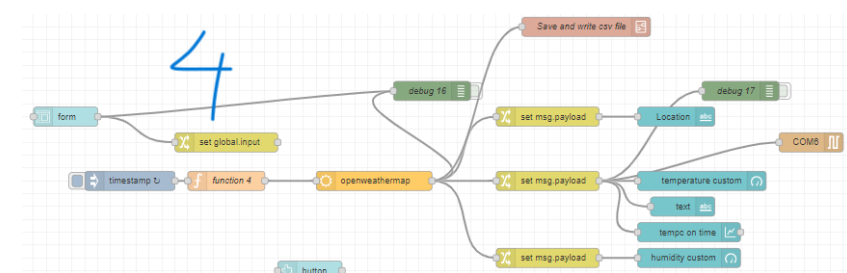 Save and write csv file
4
debug 16
debug 17
form
set msg.payload
Location
abc
set global.input
COM6
timestamp ↻
function 4
openweathermap
set msg.payload
temperature custom
text
abc
tempc on time
set msg.payload
humidity custom
button